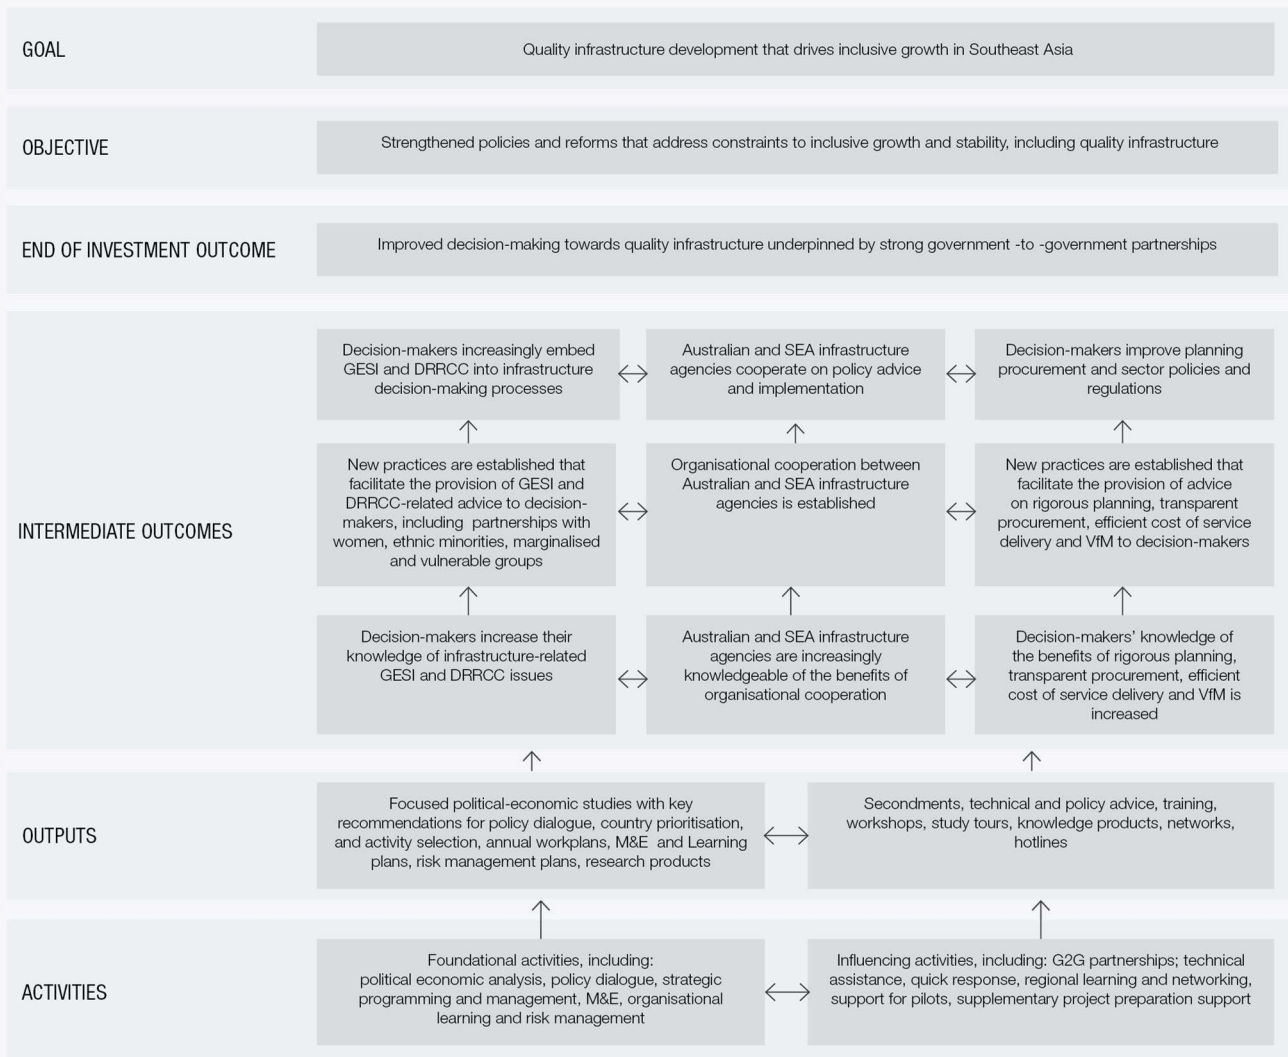 GOAL
Quality infrastructure development that drives inclusive growth in Southeast Asia
OBJECTIVE
Strengthened policies and reforms that address constraints to inclusive growth and stability, including quality infrastructure
END OF INVESTMENT OUTCOME
Improved decision-making towards quality infrastructure underpinned by strong government -to -government partnerships
INTERMEDIATE OUTCOMES
Decision-makers increasingly embed
GESI and DRRCC into infrastructure
decision-making processes
Australian and SEA infrastructure
agencies cooperate on policy advice
and implementation
Decision-makers improve planning
procurement and sector policies and
regulations
New practices are established that
facilitate the provision of GESI and
DRRCC-related advice to decision-
makers, including partnerships with
women, ethnic minorities, marginalised
and vulnerable groups
Organisational cooperation between
Australian and SEA infrastructure
agencies is established
New practices are established that
facilitate the provision of advice
on rigorous planning, transparent
procurement, efficient cost of service
delivery and VfM to decision-makers
Decision-makers increase their
knowledge of infrastructure-related
GESI and DRRCC issues
Australian and SEA infrastructure
agencies are increasingly
knowledgeable of the benefits of
organisational cooperation
Decision-makers’ knowledge of
the benefits of rigorous planning,
transparent procurement, efficient
cost of service delivery and VfM is
increased
OUTPUTS
Focused political-economic studies with key
recommendations for policy dialogue, country prioritisation,
and activity selection, annual workplans, M&E and Learning
plans, risk management plans, research products
Secondments, technical and policy advice, training,
workshops, study tours, knowledge products, networks,
hotlines
ACTIVITIES
Foundational activities, including:
political economic analysis, policy dialogue, strategic
programming and management, M&E, organisational
learning and risk management
Influencing activities, including: G2G partnerships; technical
assistance, quick response, regional learning and networking,
support for pilots, supplementary project preparation support